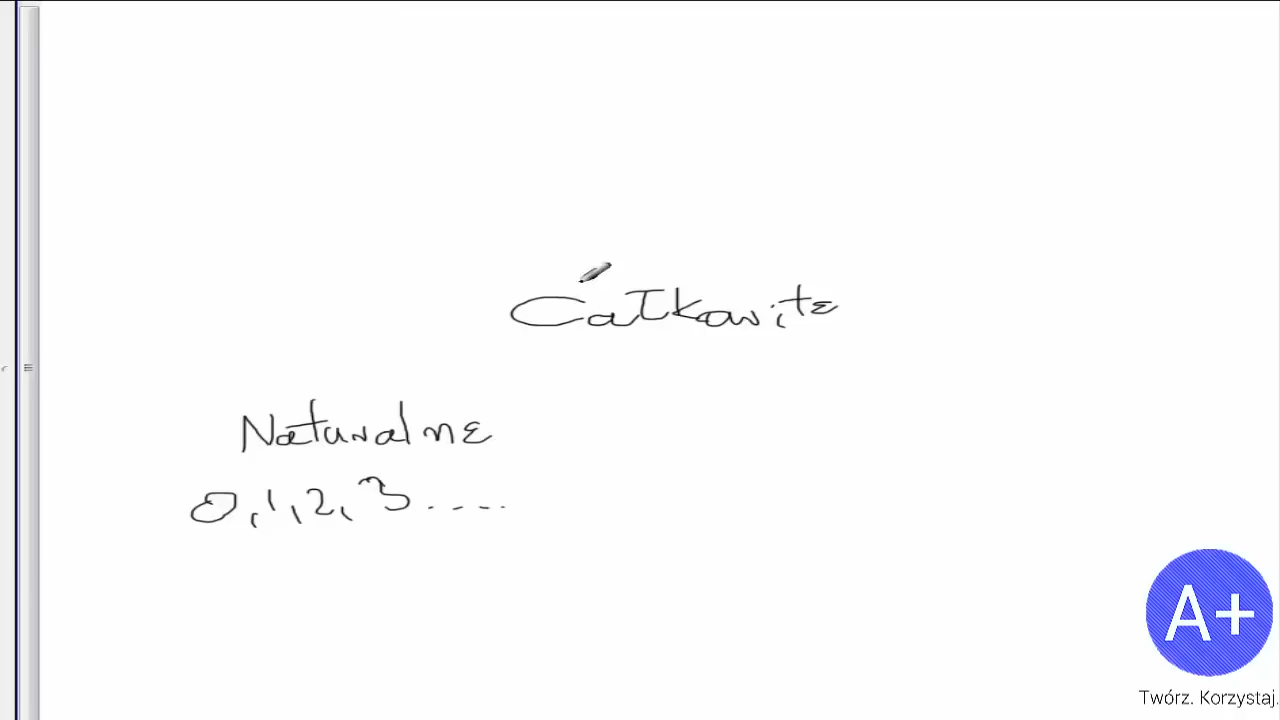 Całkowite
Naturalne
0,1,2,3.....
A+
Twórz. Korzystaj.